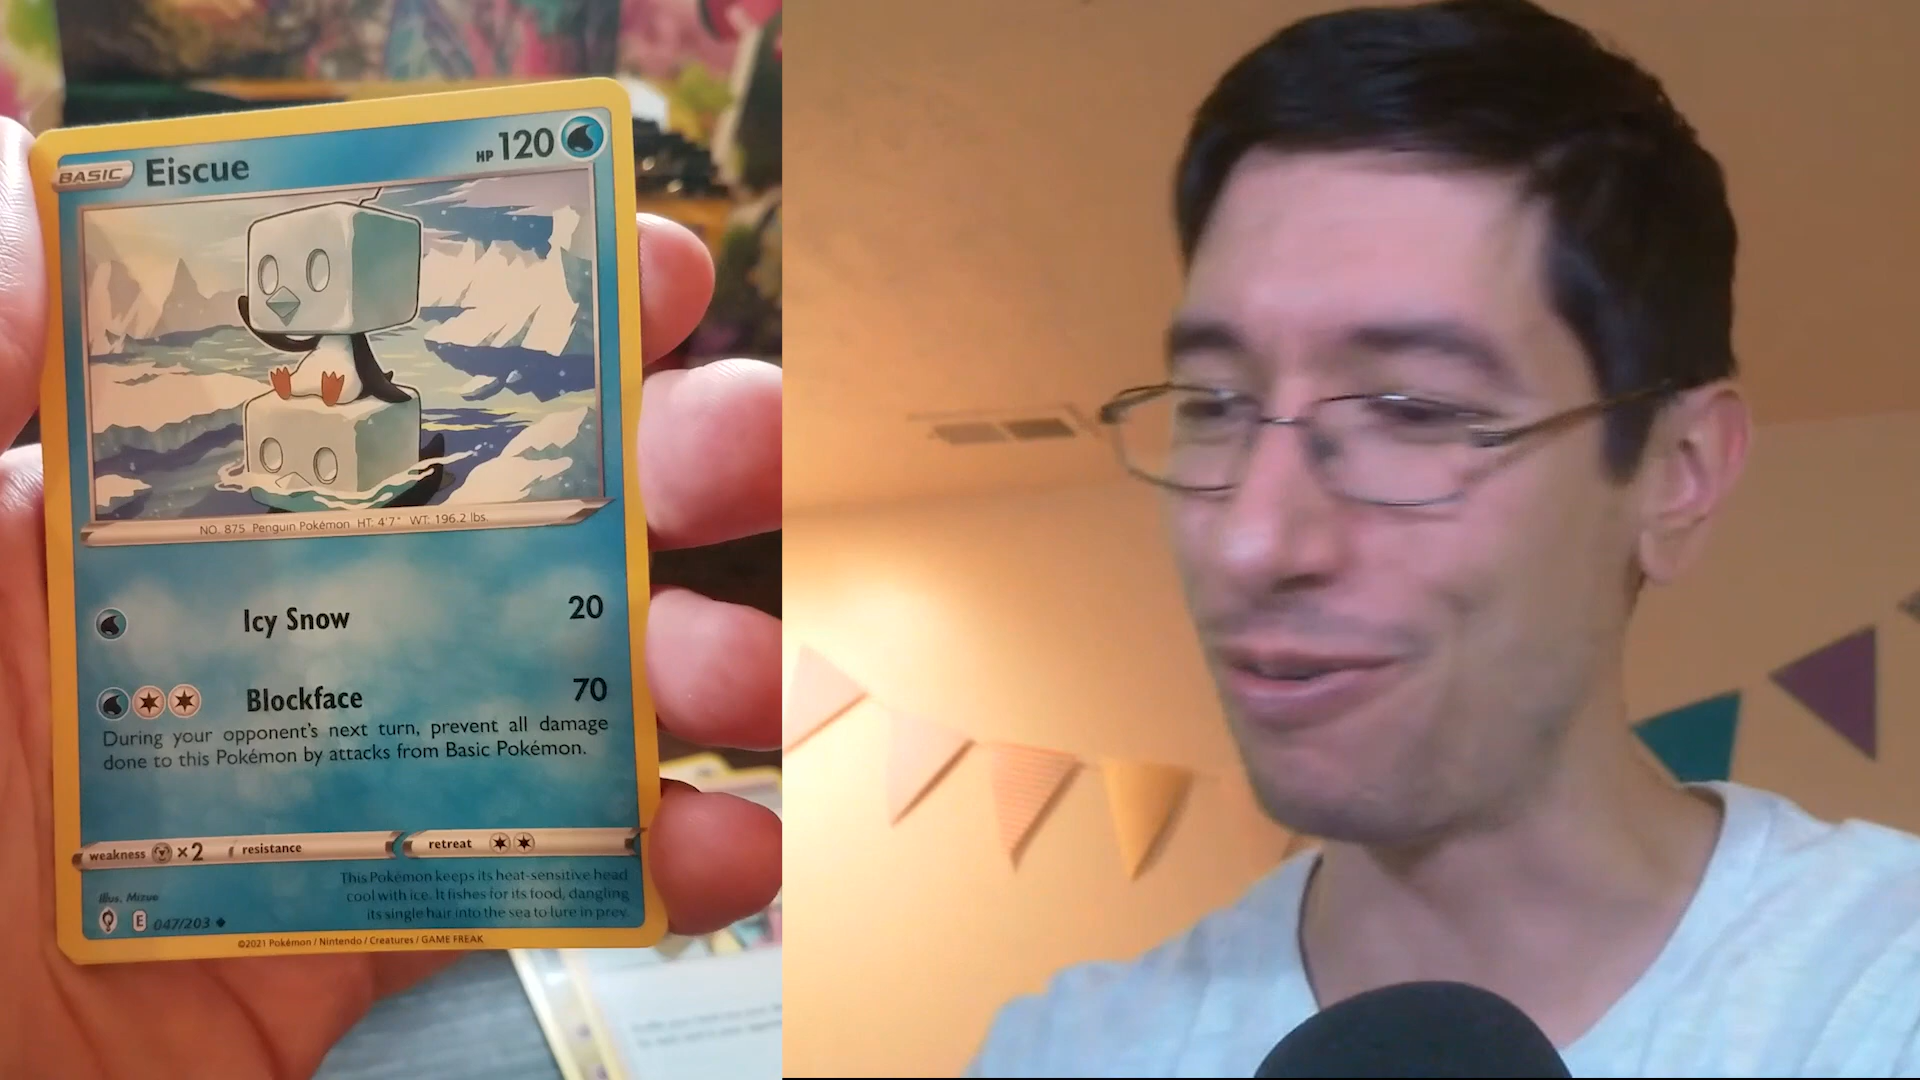 BASIC Eiscue HP 120
NO. 875 Penguin Pokémon HT: 4'7" WT: 196.2 lbs.
Icy Snow 20
Blockface 70
During your opponent's next turn, prevent all damage
done to this Pokémon by attacks from Basic Pokémon.
weakness ×2 resistance retreat
This Pokémon keeps its heat-sensitive head
cool with ice. It fishes for its food, dangling
its single hair into the sea to lure in prey.
Illus. Mizue
E 047/203
©2021 Pokémon / Nintendo / Creatures / GAME FREAK